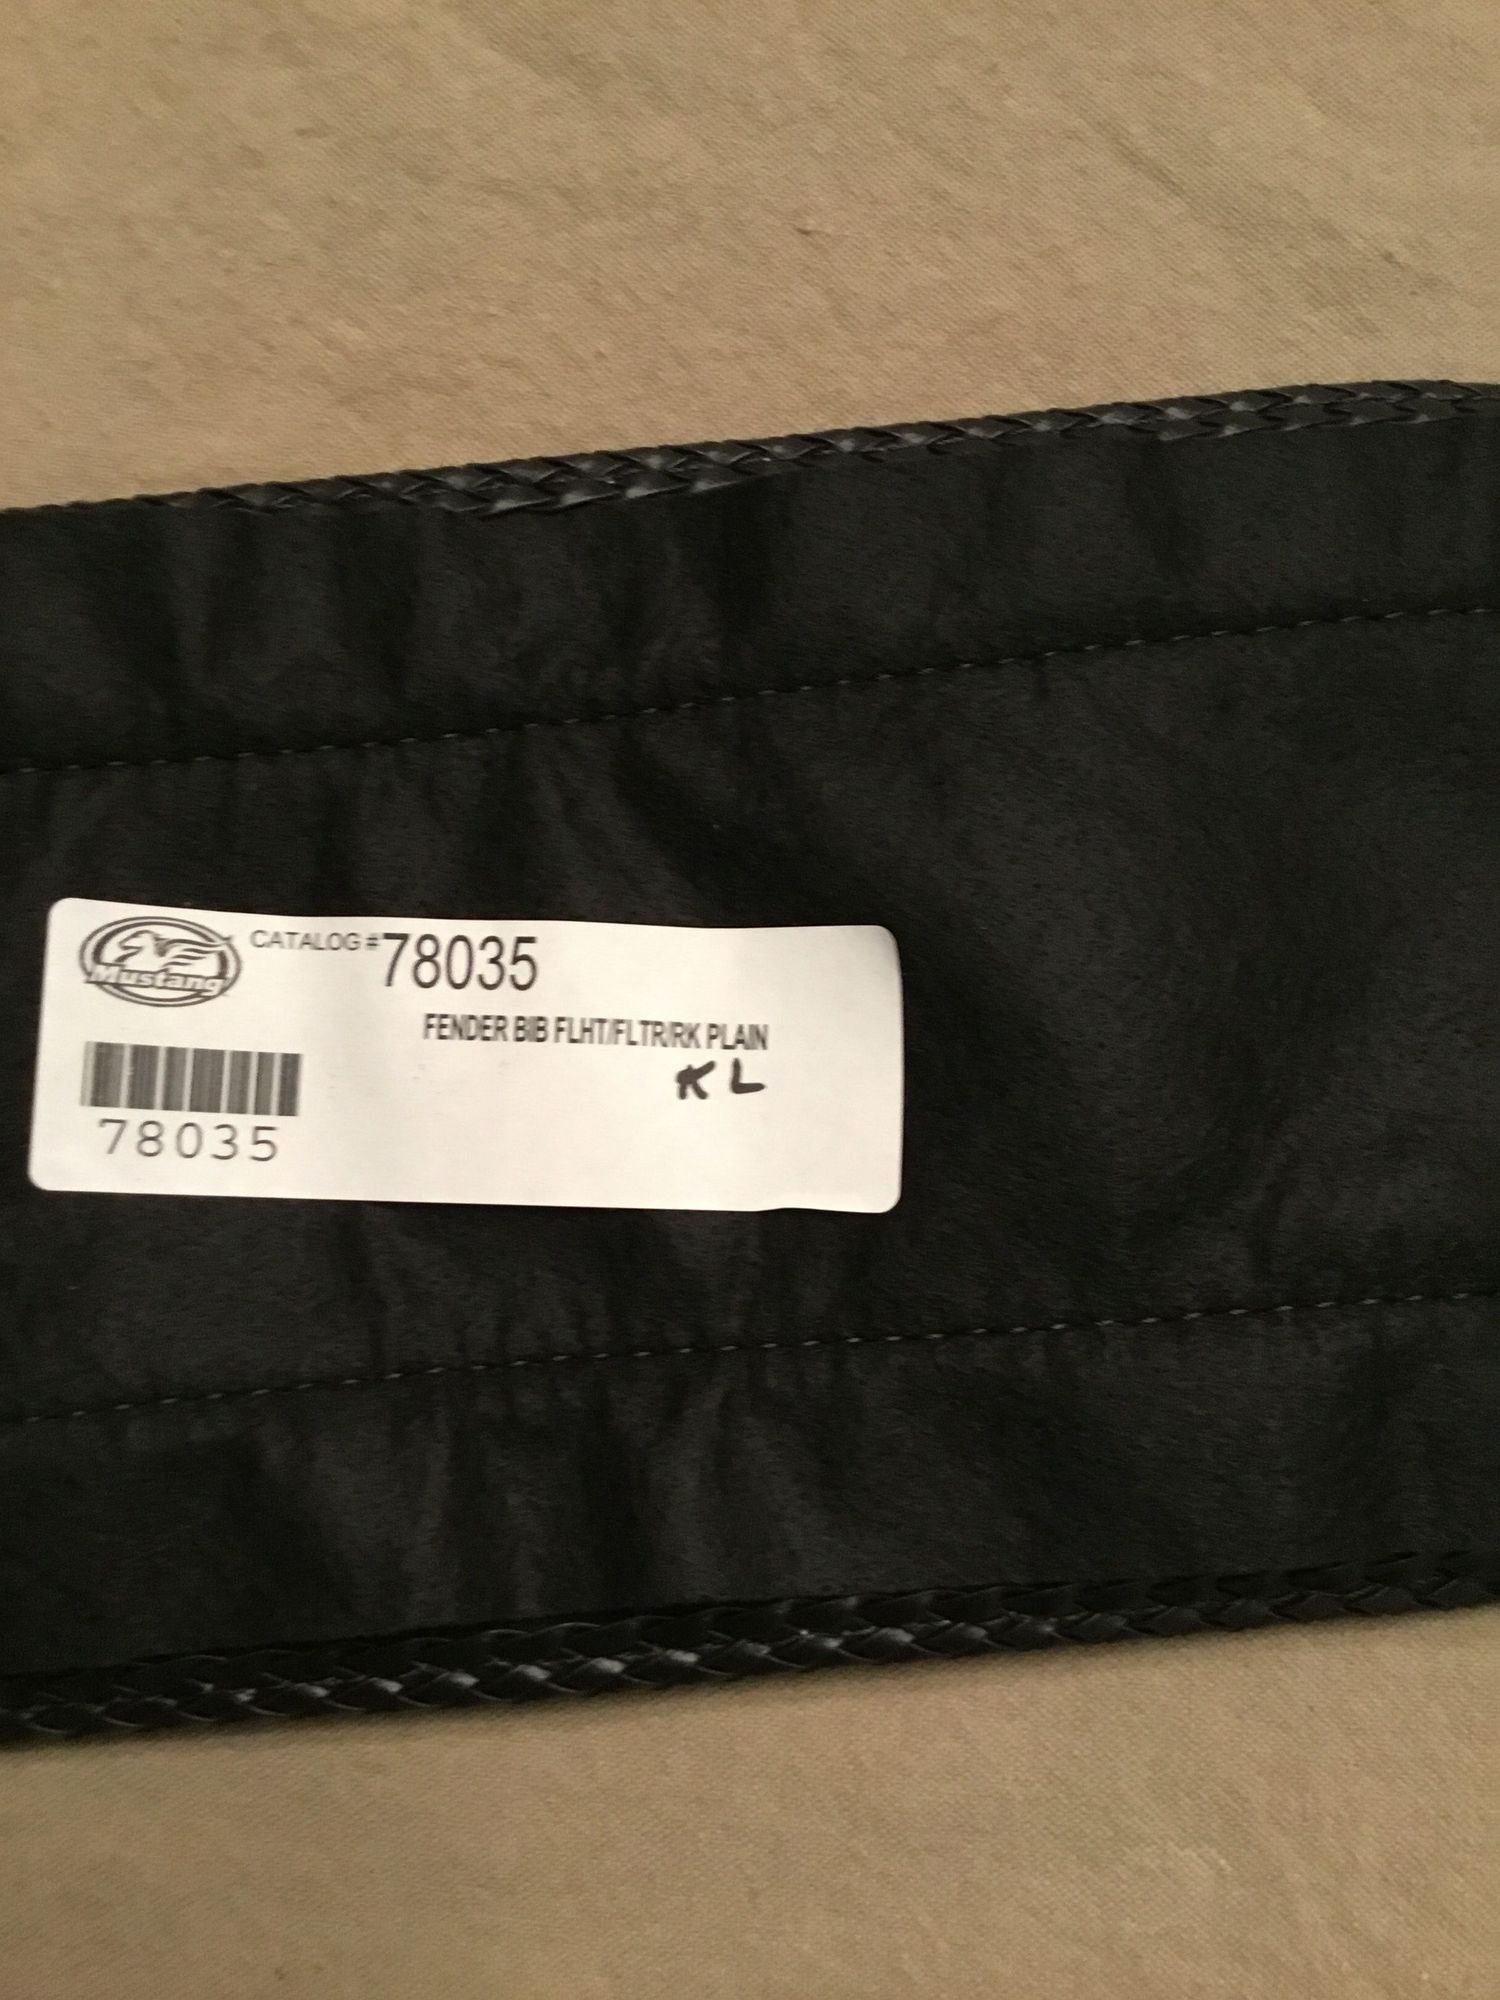 Mustang
CATALOG # 78035
FENDER BIB FLHT/FLTR/RK PLAIN
KL
78035